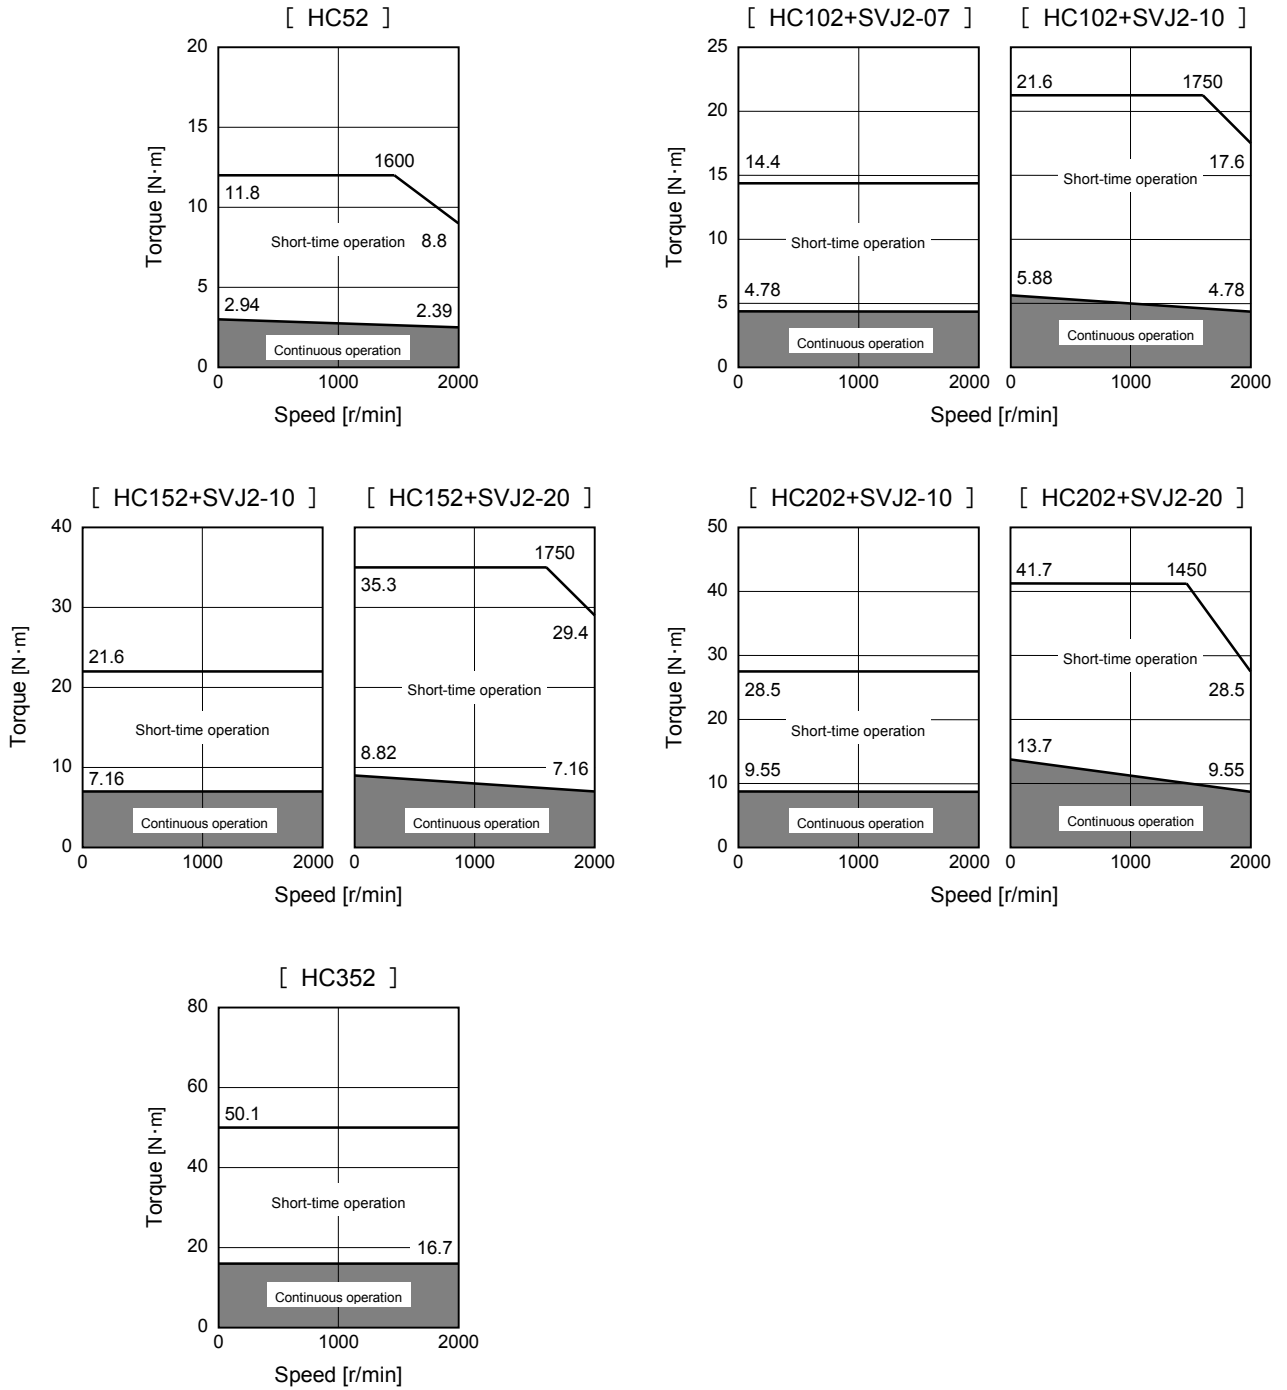 [ HC52 ]
20
15
10
5
0
Torque [N·m]
1600
11.8
8.8
Short-time operation
2.94
2.39
Continuous operation
0
1000
2000
Speed [r/min]
[ HC102+SVJ2-07 ]
25
20
15
10
5
0
Torque [N·m]
14.4
Short-time operation
4.78
Continuous operation
0
1000
2000
[ HC102+SVJ2-10 ]
21.6
1750
17.6
Short-time operation
5.88
4.78
Continuous operation
0
1000
2000
Speed [r/min]
[ HC152+SVJ2-10 ]
40
30
20
10
0
Torque [N·m]
21.6
Short-time operation
7.16
Continuous operation
0
1000
2000
[ HC152+SVJ2-20 ]
1750
35.3
29.4
Short-time operation
8.82
7.16
Continuous operation
0
1000
2000
Speed [r/min]
[ HC202+SVJ2-10 ]
50
40
30
20
10
0
Torque [N·m]
28.5
Short-time operation
9.55
Continuous operation
0
1000
2000
[ HC202+SVJ2-20 ]
41.7
1450
Short-time operation
28.5
13.7
9.55
Continuous operation
0
1000
2000
Speed [r/min]
[ HC352 ]
80
60
40
20
0
Torque [N·m]
50.1
Short-time operation
16.7
Continuous operation
0
1000
2000
Speed [r/min]